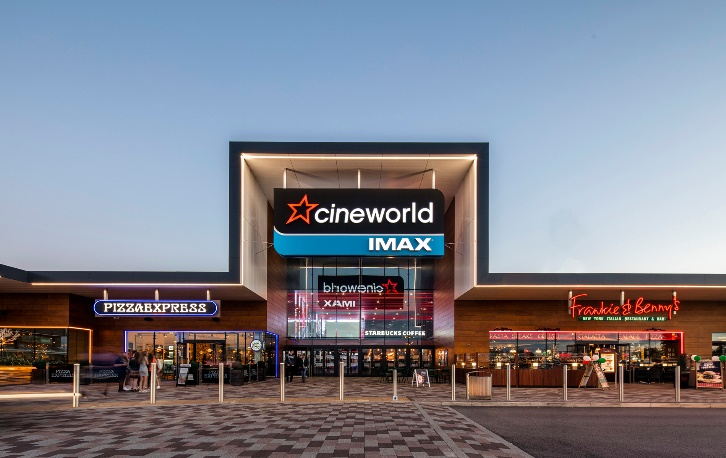 cineworld
IMAX
cineworld
IMAX
STARBUCKS COFFEE
PIZZAEXPRESS
Frankie & Benny's
NEW YORK ITALIAN RESTAURANT & BAR